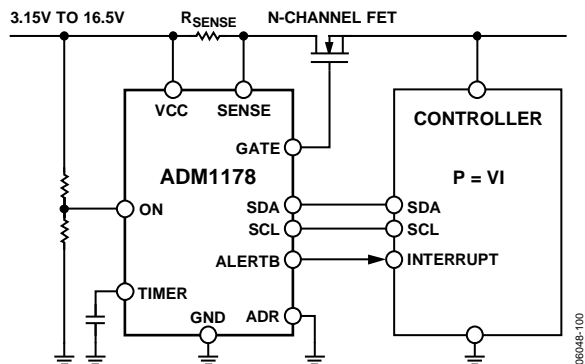 3.15V TO 16.5V
RSENSE
N-CHANNEL FET
VCC
SENSE
CONTROLLER
GATE
ADM1178
P = VI
ON
SDA
SDA
SCL
SCL
ALERTB
INTERRUPT
TIMER
GND
ADR
06048-100